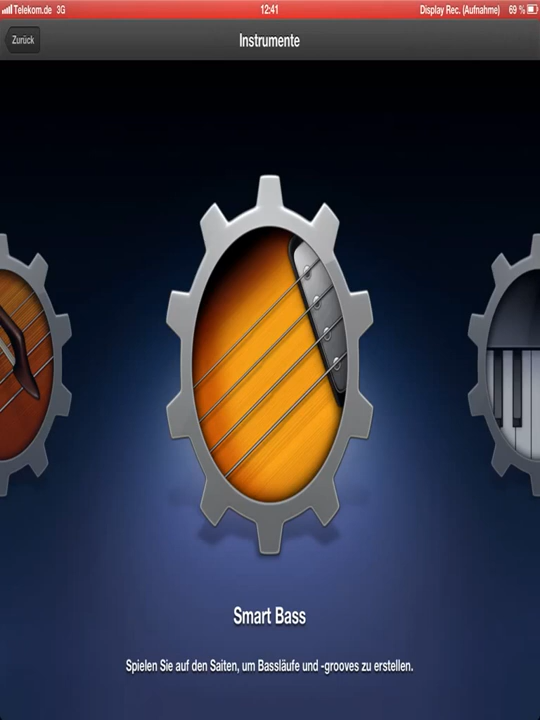 Telekom.de 3G 12:41 Display Rec. (Aufnahme) 69 %
Zurück Instrumente
Smart Bass
Spielen Sie auf den Saiten, um Bassläufe und -grooves zu erstellen.